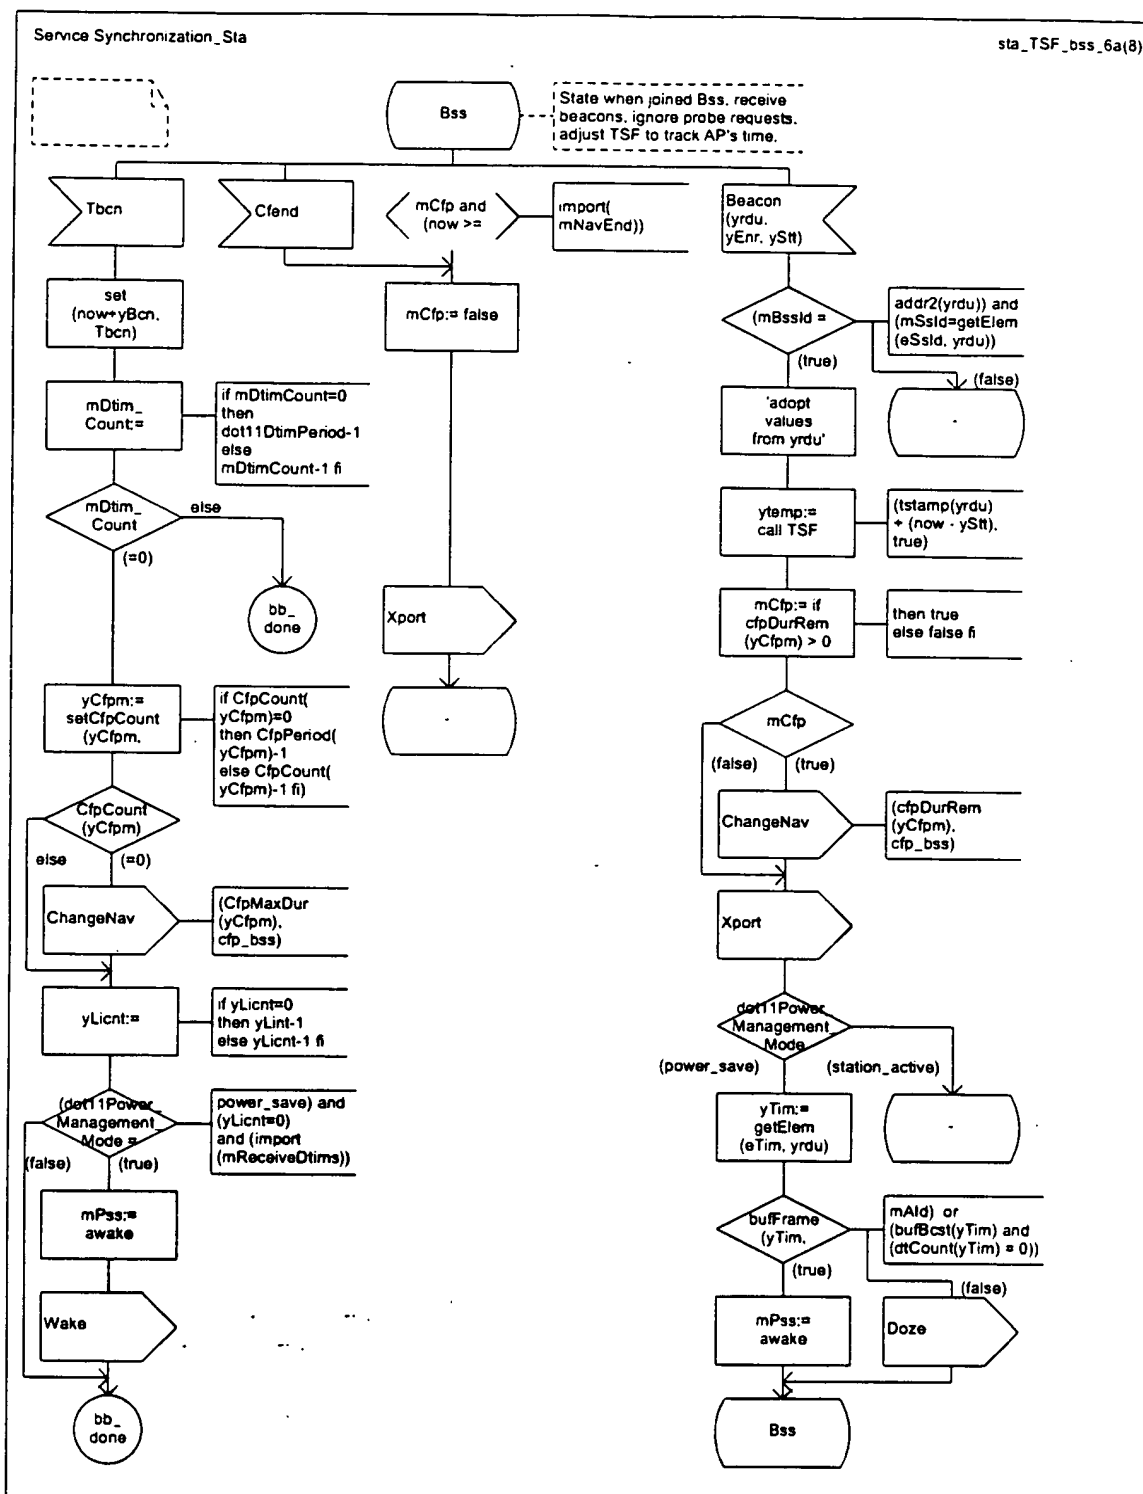 Service Synchronization_Sta
sta_TSF_bss_6a(8)
Bss
State when joined Bss, receive
beacons, ignore probe requests,
adjust TSF to track AP's time.
Tbcn
set
(now+yBcn,
Tbcn)
mDtim_
Count:=
if mDtimCount=0
then
dot11DtimPeriod-1
else
mDtimCount-1 fi
mDtim_
Count
else
(=0)
bb_
done
yCfpm:=
setCfpCount
(yCfpm,
if CfpCount(
yCfpm)=0
then CfpPeriod(
yCfpm)-1
else CfpCount(
yCfpm)-1 fi)
CfpCount
(yCfpm)
else
(=0)
ChangeNav
(CfpMaxDur
(yCfpm),
cfp_bss)
yLicnt:=
if yLicnt=0
then yLint-1
else yLicnt-1 fi
(dot11Power_
Management_
Mode =
power_save) and
(yLicnt=0)
and (import
(mReceiveDtims))
(false)
(true)
mPss:=
awake
Wake
bb_
done
Cfend
mCfp and
(now >=
import(
mNavEnd))
mCfp:= false
Xport
-
Beacon
(yrdu,
yEnr, yStt)
(mBssId =
addr2(yrdu)) and
(mSsId=getElem
(eSsId, yrdu))
(true)
(false)
-
'adopt
values
from yrdu'
ytemp:=
call TSF
(tstamp(yrdu)
+ (now - yStt),
true)
mCfp:= if
cfpDurRem
(yCfpm) > 0
then true
else false fi
mCfp
(false)
(true)
ChangeNav
(cfpDurRem
(yCfpm),
cfp_bss)
Xport
dot11Power_
Management_
Mode
(power_save)
(station_active)
-
yTim:=
getElem
(eTim, yrdu)
bufFrame
(yTim,
mAId) or
(bufBcst(yTim) and
(dtCount(yTim) = 0))
(true)
(false)
mPss:=
awake
Doze
Bss